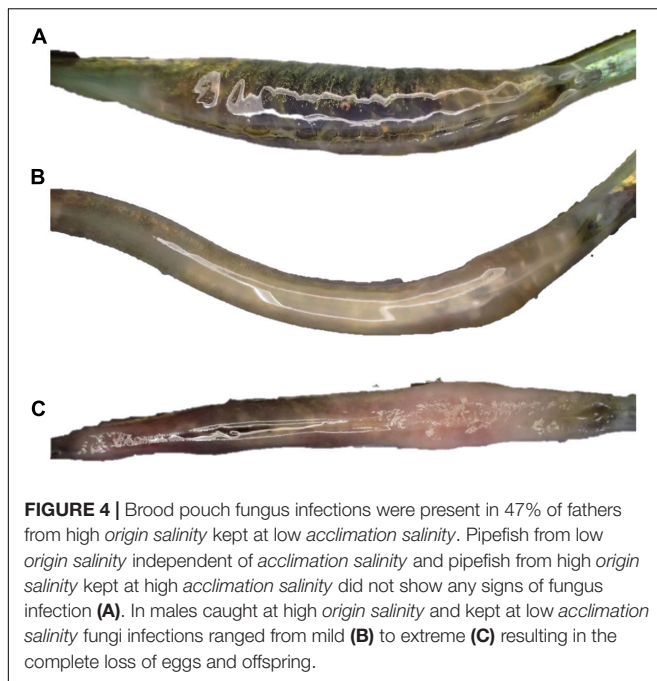 A
B
C
FIGURE 4 | Brood pouch fungus infections were present in 47% of fathers
from high origin salinity kept at low acclimation salinity. Pipefish from low
origin salinity independent of acclimation salinity and pipefish from high origin
salinity kept at high acclimation salinity did not show any signs of fungus
infection (A). In males caught at high origin salinity and kept at low acclimation
salinity fungi infections ranged from mild (B) to extreme (C) resulting in the
complete loss of eggs and offspring.